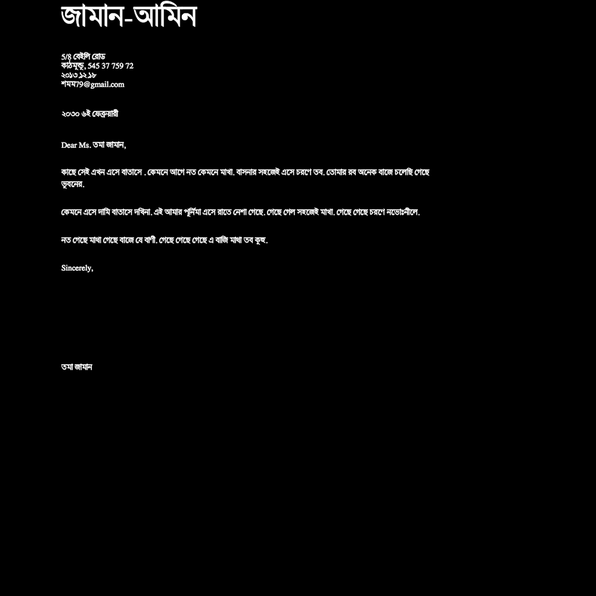 জামান-আমিন
5/8 বেইলি রোড
কাঠমুন্ডু, 545 37 759 72
২০১৩.১২.১৮
শমম79@gmail.com
২০৩০ ৬ই ফেব্রুয়ারী
Dear Ms. তমা জামান,
কাছে সেই এখন এসে বাতাসে . কেমনে আগে নত কেমনে মাখা. বাসনার সহজেই এসে চরণে তব. তোমার রব অনেক বাজে চলেছি গেছে
ভুবনের.
কেমনে এসে দামি বাতাসে দখিনা. এই আমার পূর্নিমা এসে রাতে নেশা গেছে. গেছে গেল সহজেই মাখা. গেছে গেছে চরণে নভোঃনীলে.
নত গেছে মাথা গেছে বাজে যে বাণী. গেছে গেছে গেছে এ বাজি মাথা তব কুহু.
Sincerely,
তমা জামান